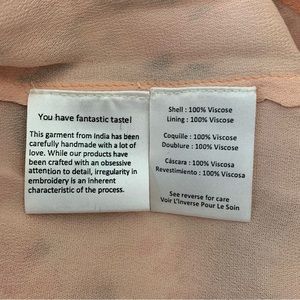 You have fantastic taste!
This garment from India has been
carefully handmade with a lot of
love. While our products have
been crafted with an obsessive
attention to detail, irregularity in
embroidery is an inherent
characteristic of the process.
Shell : 100% Viscose
Lining : 100% Viscose
Coquille : 100% Viscose
Doublure : 100% Viscose
Cáscara : 100% Viscosa
Revestimiento : 100% Viscosa
See reverse for care
Voir L'inverse Pour Le Soin